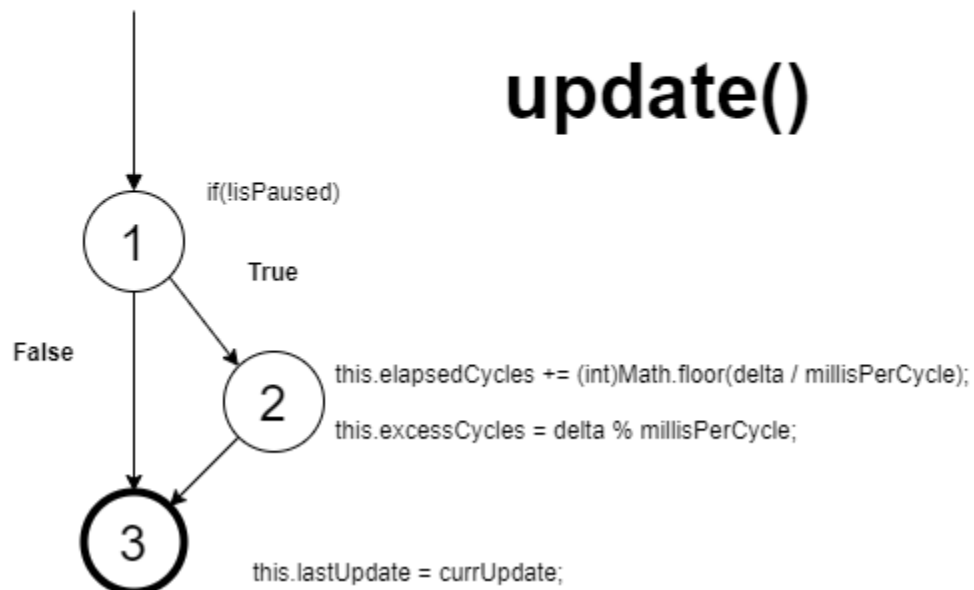 update()
if(!isPaused)
1
True
False
this.elapsedCycles += (int)Math.floor(delta / millisPerCycle);
2
this.excessCycles = delta % millisPerCycle;
3
this.lastUpdate = currUpdate;